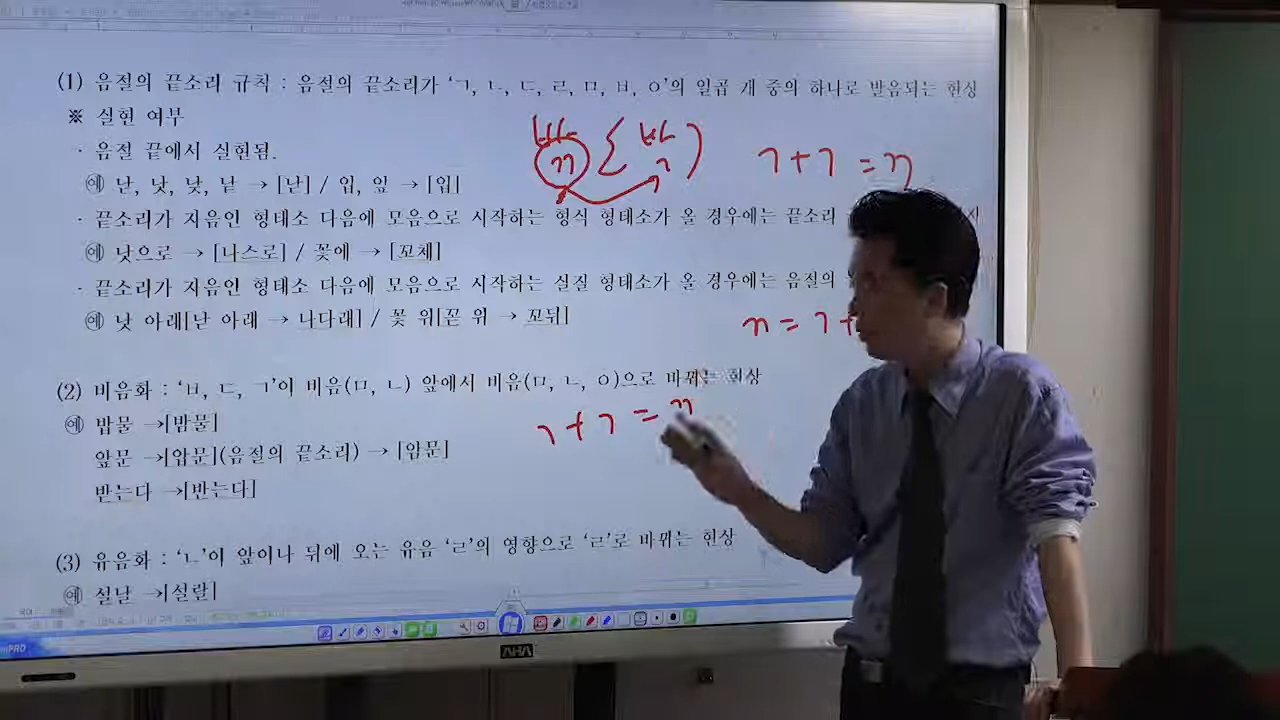 (1) 음절의 끝소리 규칙 : 음절의 끝소리가 'ㄱ, ㄴ, ㄷ, ㄹ, ㅁ, ㅂ, ㅇ'의 일곱 개 중의 하나로 발음되는 현상
※ 실현 여부
밖 [박]
ㄱ+ㄱ = ㄲ
· 음절 끝에서 실현됨.
예 낟, 낫, 낮, 낱 → [낟] / 입, 잎 → [입]
· 끝소리가 자음인 형태소 다음에 모음으로 시작하는 형식 형태소가 올 경우에는 끝소리
예 낫으로 → [나스로] / 꽃에 → [꼬체]
· 끝소리가 자음인 형태소 다음에 모음으로 시작하는 실질 형태소가 올 경우에는 음절의
예 낫 아래[낟 아래 → 나다래] / 꽃 위[꼳 위 → 꼬뒤]
ㄲ = ㄱ+
(2) 비음화 : 'ㅂ, ㄷ, ㄱ'이 비음(ㅁ, ㄴ) 앞에서 비음(ㅁ, ㄴ, ㅇ)으로 바뀌는 현상
예 밥물 →[밤물]
ㄱ+ㄱ = ㄲ
앞문 →[압문](음절의 끝소리) → [암문]
받는다 →[반는다]
(3) 유음화 : 'ㄴ'이 앞이나 뒤에 오는 유음 'ㄹ'의 영향으로 'ㄹ'로 바뀌는 현상
예 설날 →[설랄]
AHA